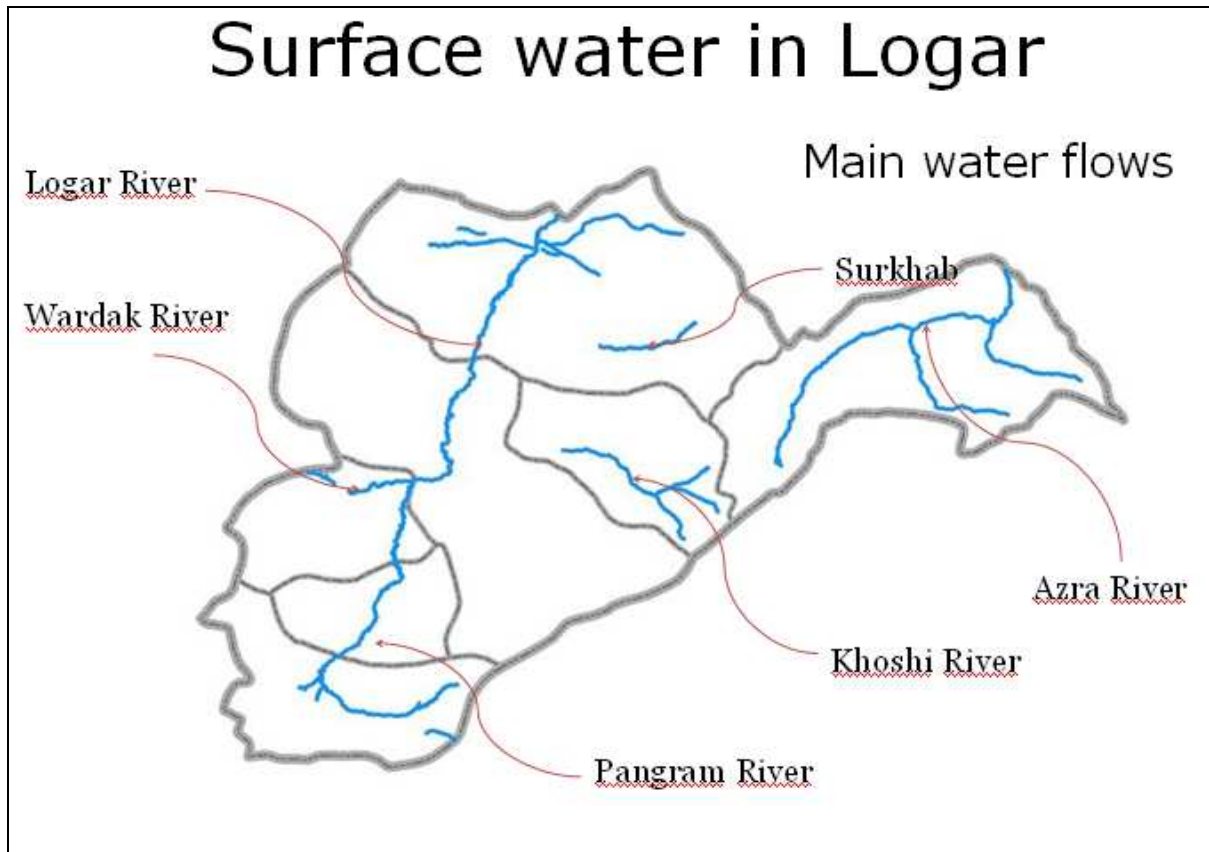 Surface water in Logar
Main water flows
Logar River
Surkhab
Wardak River
Azra River
Khoshi River
Pangram River